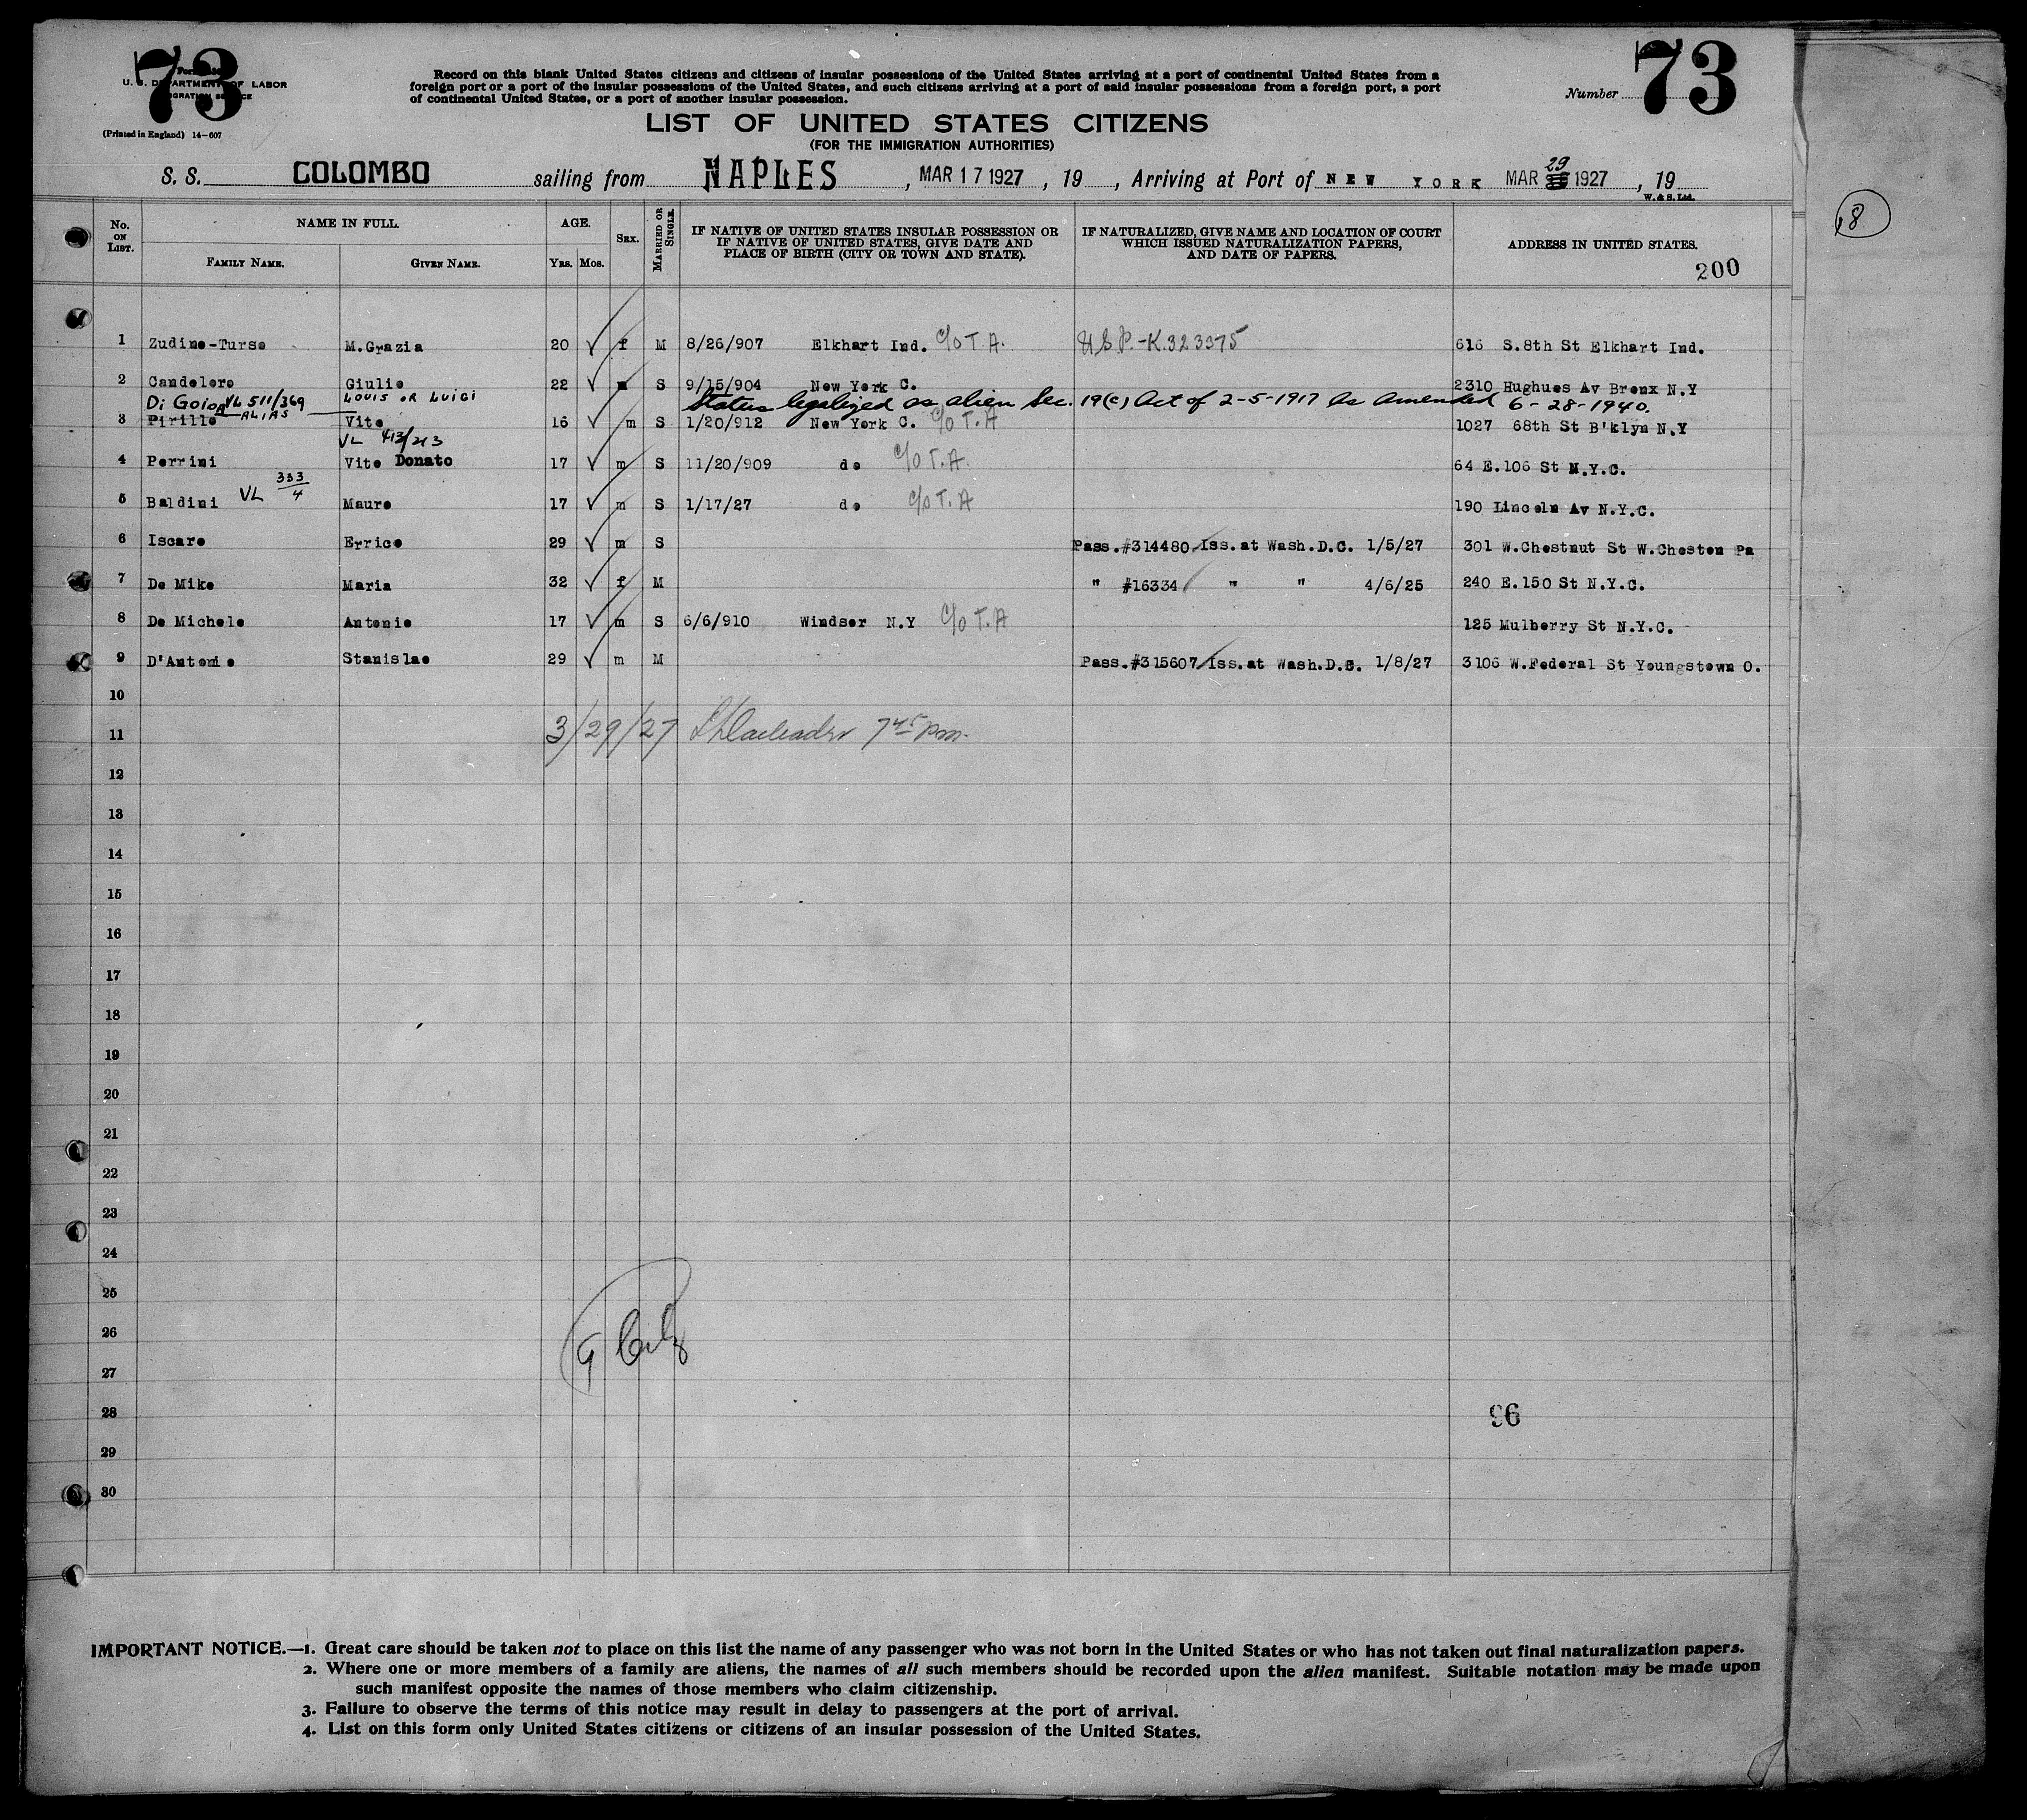 73
Form
U. S. DEPARTMENT OF LABOR
IMMIGRATION SERVICE
(Printed in England) 14-607
Record on this blank United States citizens and citizens of insular possessions of the United States arriving at a port of continental United States from a
foreign port or a port of the insular possessions of the United States, and such citizens arriving at a port of said insular possessions from a foreign port, a port
of continental United States, or a port of another insular possession.
Number 73
LIST OF UNITED STATES CITIZENS
(FOR THE IMMIGRATION AUTHORITIES)
S. S. COLOMBO sailing from NAPLES, MAR 17 1927, 19 , Arriving at Port of NEW YORK MAR 29 1927, 19
W. & S. Ltd.
8
No. ON LIST. NAME IN FULL. FAMILY NAME. GIVEN NAME. AGE. YRS. MOS. SEX. MARRIED OR SINGLE. IF NATIVE OF UNITED STATES INSULAR POSSESSION OR IF NATIVE OF UNITED STATES, GIVE DATE AND PLACE OF BIRTH (CITY OR TOWN AND STATE). IF NATURALIZED, GIVE NAME AND LOCATION OF COURT WHICH ISSUED NATURALIZATION PAPERS, AND DATE OF PAPERS. ADDRESS IN UNITED STATES.
200
1 Zudino-Turso M.Grazia 20 ✓ f M 8/26/907 Elkhart Ind. c/o T.A. U.S.P.-K.323375 616 S.8th St Elkhart Ind.
2 Candeloro Giulio 22 ✓ m S 9/15/904 New York C. 2310 Hughues Av Bronx N.Y
Di Goia VL 511/369 ALIAS LOUIS OR LUIGI Status legalized as alien Sec. 19(c) Act of 2-5-1917 as amended 6-28-1940.
3 Pirillo Vito 16 ✓ m S 1/20/912 New York C. c/o T.A 1027 68th St B'klyn N.Y
VL 413/213
4 Perrini Vito Donato 17 ✓ m S 11/20/909 do c/o T.A. 64 E.106 St N.Y.C.
VL 333/4
5 Baldini Mauro 17 ✓ m S 1/17/27 do c/o T.A 190 Lincoln Av N.Y.C.
6 Iscaro Errico 29 ✓ m S Pass.#314480 Iss.at Wash.D.C. 1/5/27 301 W.Chestnut St W.Chesten Pa
7 De Mike Maria 32 ✓ f M " #16334 " " 4/6/25 240 E.150 St N.Y.C.
8 De Michele Antonio 17 ✓ m S 6/6/910 Windsor N.Y c/o T.A 125 Mulberry St N.Y.C.
9 D'Antonio Stanislao 29 ✓ m M Pass.#315607 Iss.at Wash.D.C. 1/8/27 3106 W.Federal St Youngstown O.
10
11 3/29/27 7 45 pm.
12
13
14
15
16
17
18
19
20
21
22
23
24
25
26
27
28 96
29
30
IMPORTANT NOTICE.—1. Great care should be taken not to place on this list the name of any passenger who was not born in the United States or who has not taken out final naturalization papers.
2. Where one or more members of a family are aliens, the names of all such members should be recorded upon the alien manifest. Suitable notation may be made upon
such manifest opposite the names of those members who claim citizenship.
3. Failure to observe the terms of this notice may result in delay to passengers at the port of arrival.
4. List on this form only United States citizens or citizens of an insular possession of the United States.